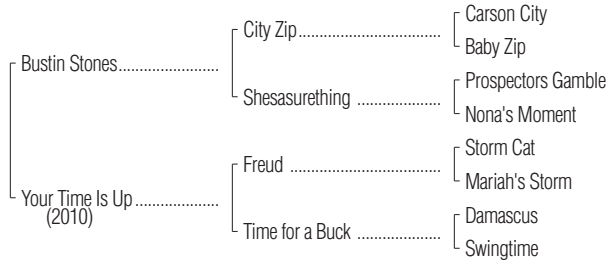 Carson City
City Zip
Baby Zip
Bustin Stones
Prospectors Gamble
Shesasurething
Nona's Moment
Storm Cat
Freud
Mariah's Storm
Your Time Is Up
(2010)
Damascus
Time for a Buck
Swingtime